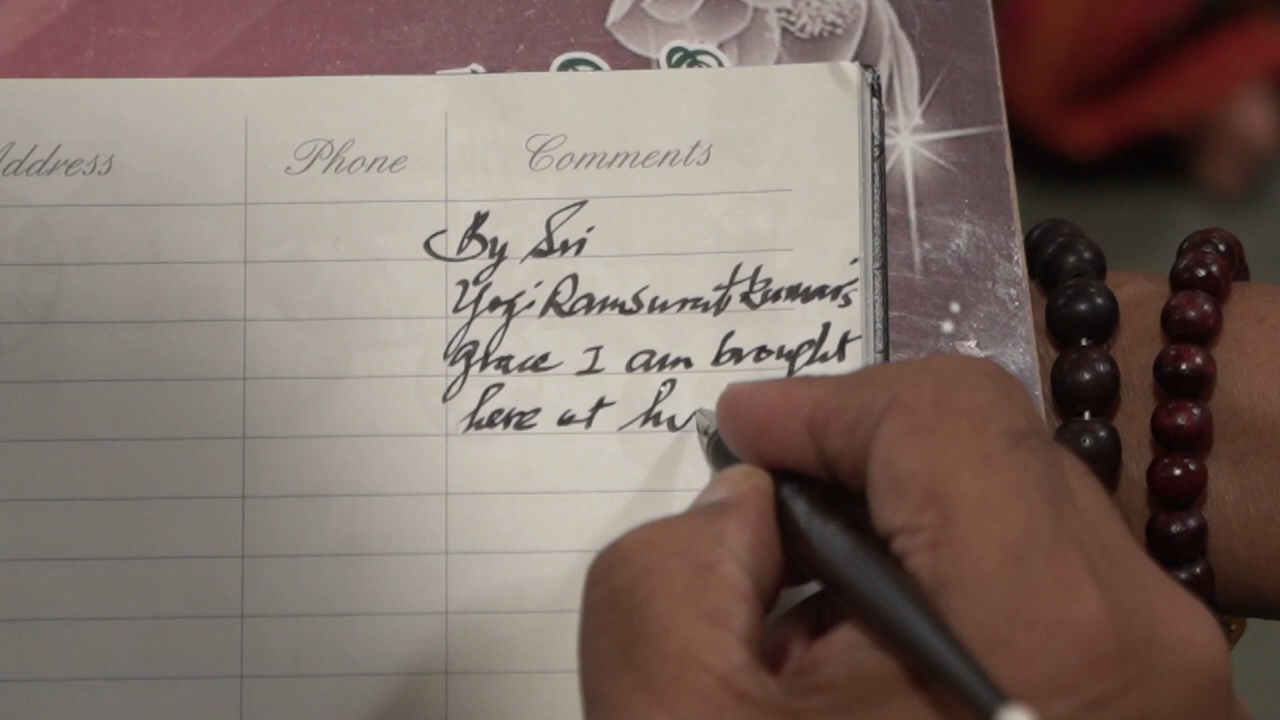 Address Phone Comments
By Sri
Yogi Ramsuratkumar's
grace I am brought
here at